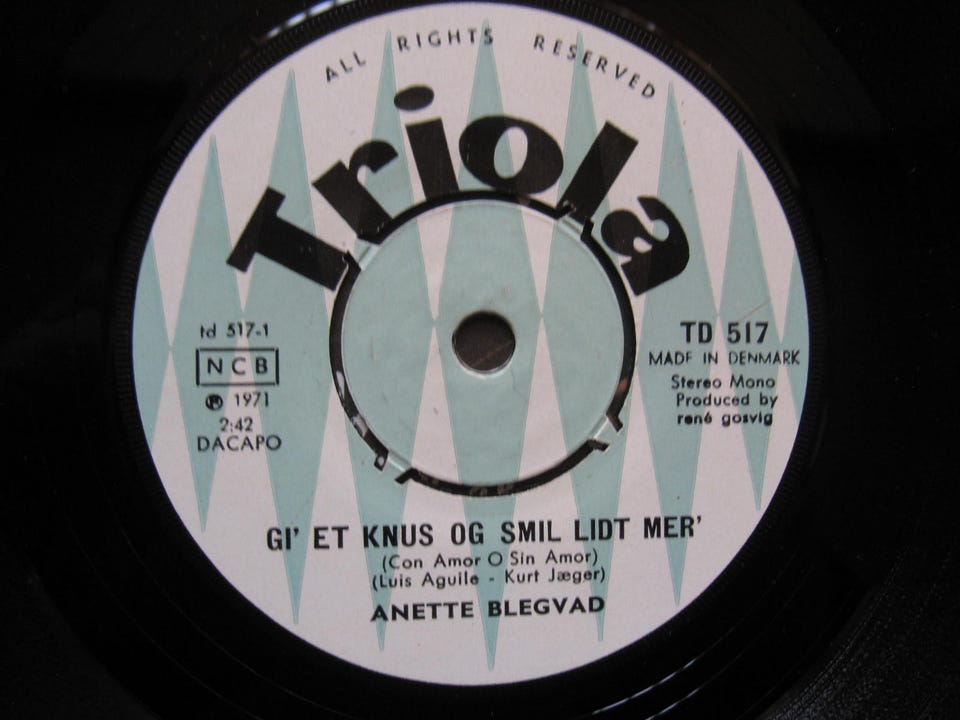 ALL RIGHTS RESERVED
Triola
td 517-1
NCB
℗ 1971
2:42
DACAPO
TD 517
MADE IN DENMARK
Stereo Mono
Produced by
rené gosvig
GI' ET KNUS OG SMIL LIDT MER'
(Con Amor O Sin Amor)
(Luis Aguile - Kurt Jæger)
ANETTE BLEGVAD